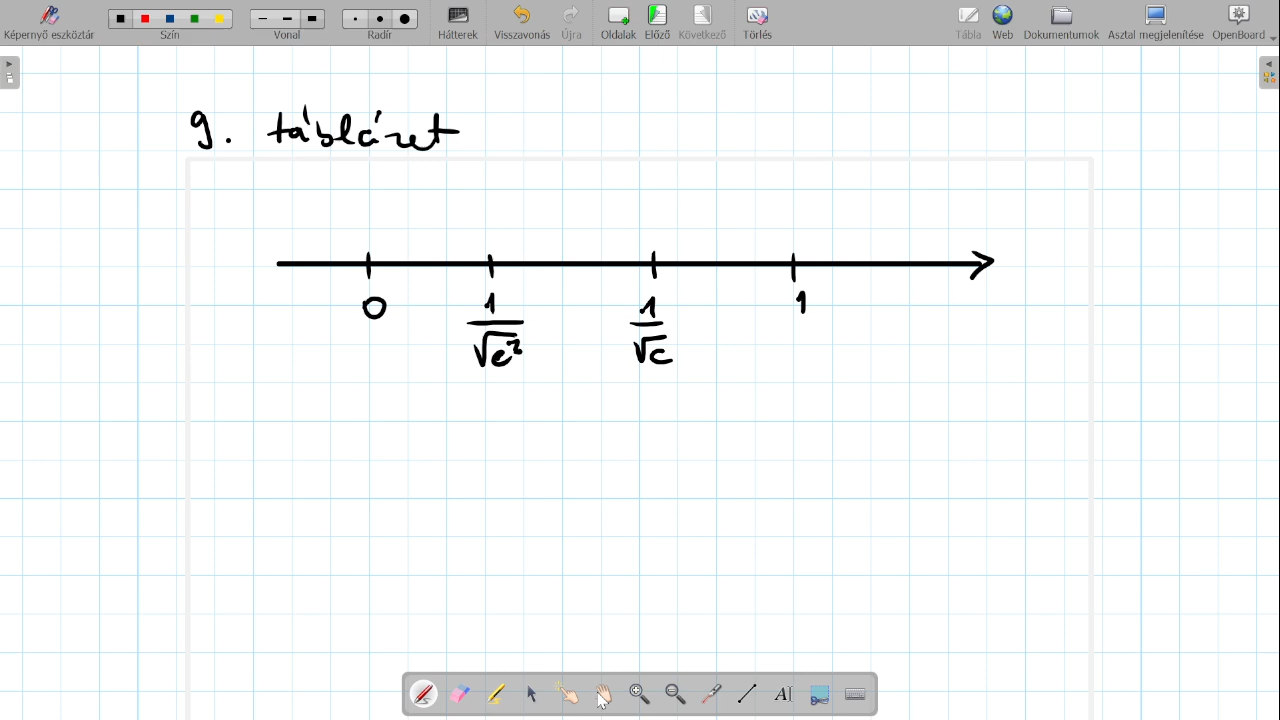 Képernyő eszköztár Szín Vonal Radír Hátterek Visszavonás Újra Oldalak Előző Következő Törlés Tábla Web Dokumentumok Asztal megjelenítése OpenBoard
9. táblázat
0 1/√e² 1/√e 1